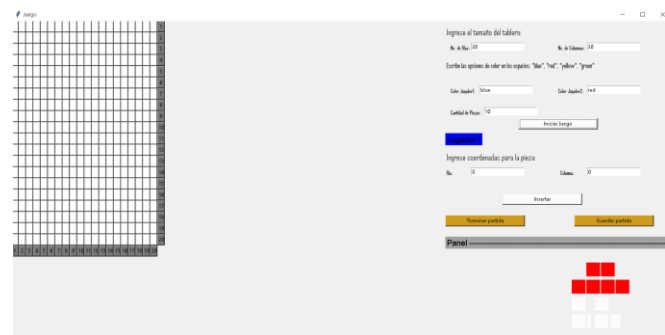 Juego
1
2
3
4
5
6
7
8
9
10
11
12
13
14
15
16
17
18
19
20
1 2 3 4 5 6 7 8 9 10 11 12 13 14 15 16 17 18 19 20
Ingrese el tamaño del tablero:
No. de filas: 20 No. de Columnas: 20
Escribe las opciones de color en los espacios: "blue", "red", "yellow", "green"
Color Jugador1: blue Color Jugador2: red
Cantidad de Piezas: 10
Iniciar Juego
Ingrese coordenadas para la pieza:
Fila: 0 Columna: 0
Insertar
Terminar partida Guardar partida
Panel